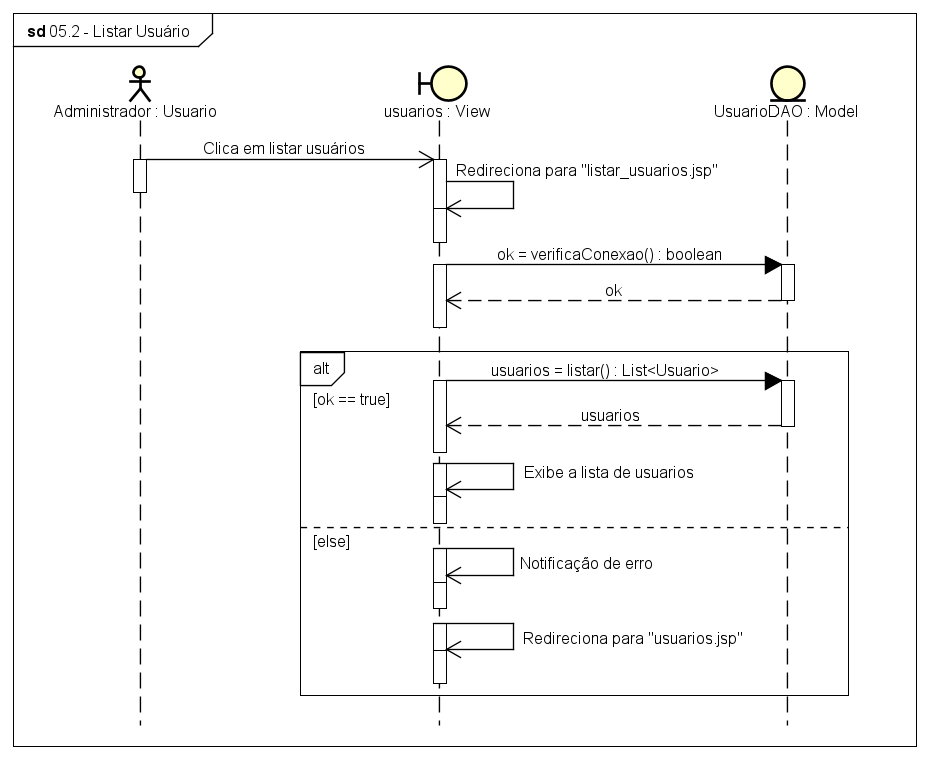 sd 05.2 - Listar Usuário
Administrador : Usuario
usuarios : View
UsuarioDAO : Model
Clica em listar usuários
Redireciona para "listar_usuarios.jsp"
ok = verificaConexao() : boolean
ok
alt
usuarios = listar() : List<Usuario>
[ok == true]
usuarios
Exibe a lista de usuarios
[else]
Notificação de erro
Redireciona para "usuarios.jsp"